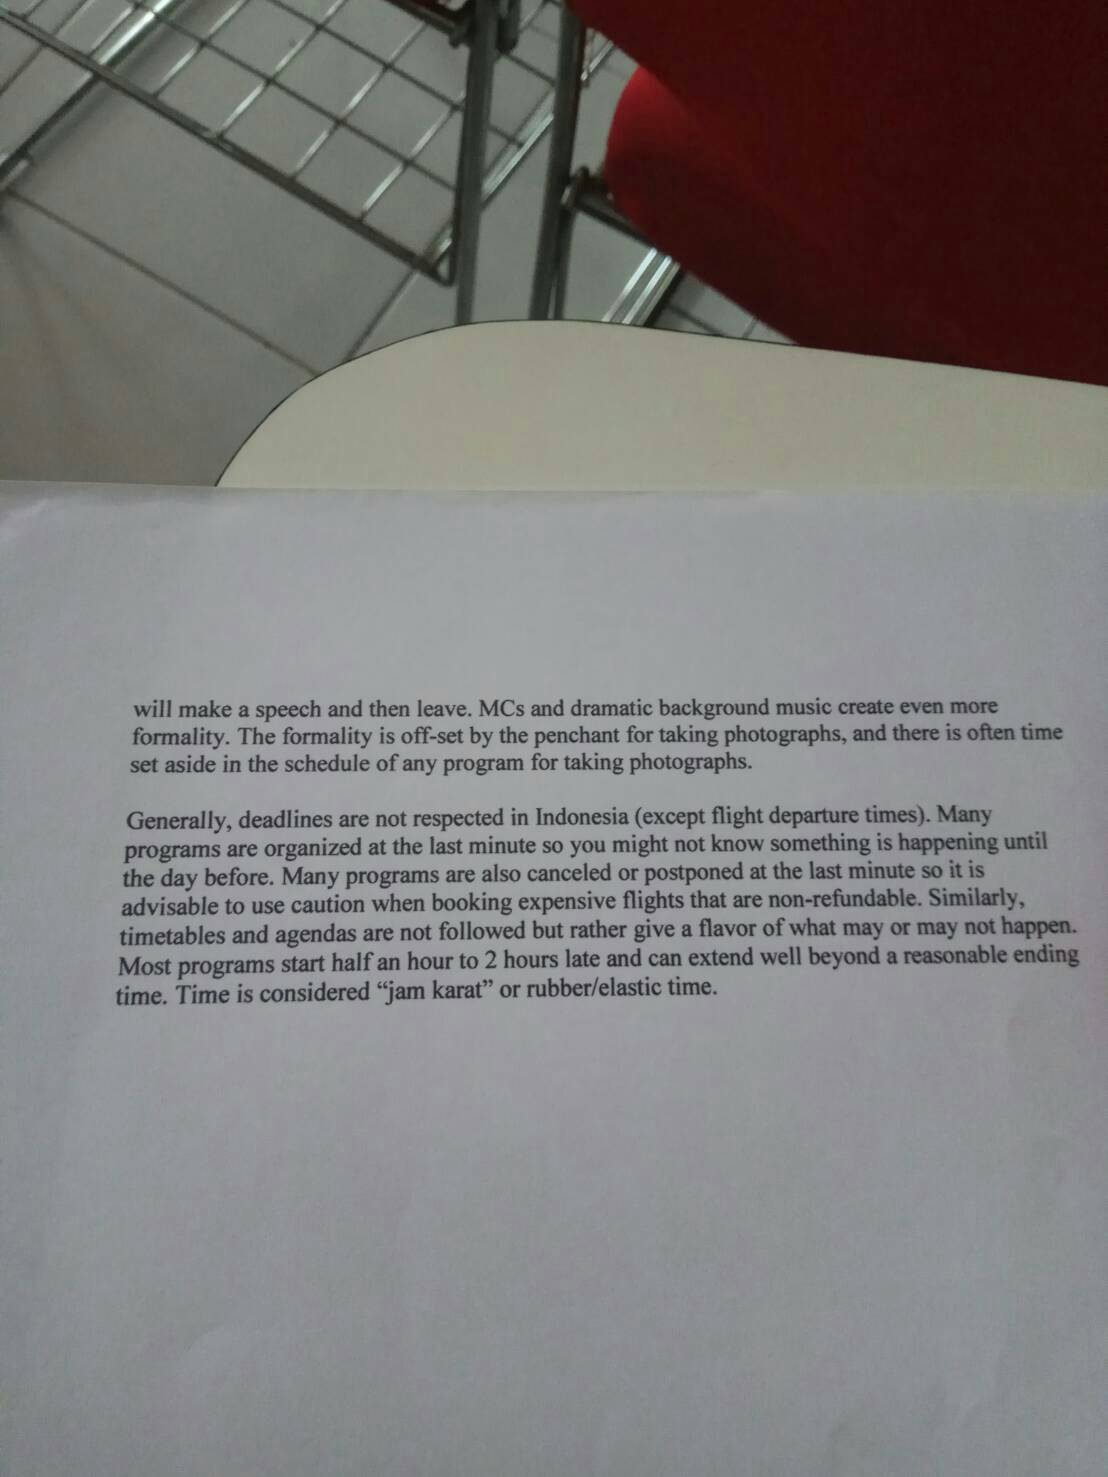 will make a speech and then leave. MCs and dramatic background music create even more
formality. The formality is off-set by the penchant for taking photographs, and there is often time
set aside in the schedule of any program for taking photographs.
Generally, deadlines are not respected in Indonesia (except flight departure times). Many
programs are organized at the last minute so you might not know something is happening until
the day before. Many programs are also canceled or postponed at the last minute so it is
advisable to use caution when booking expensive flights that are non-refundable. Similarly,
timetables and agendas are not followed but rather give a flavor of what may or may not happen.
Most programs start half an hour to 2 hours late and can extend well beyond a reasonable ending
time. Time is considered “jam karat” or rubber/elastic time.